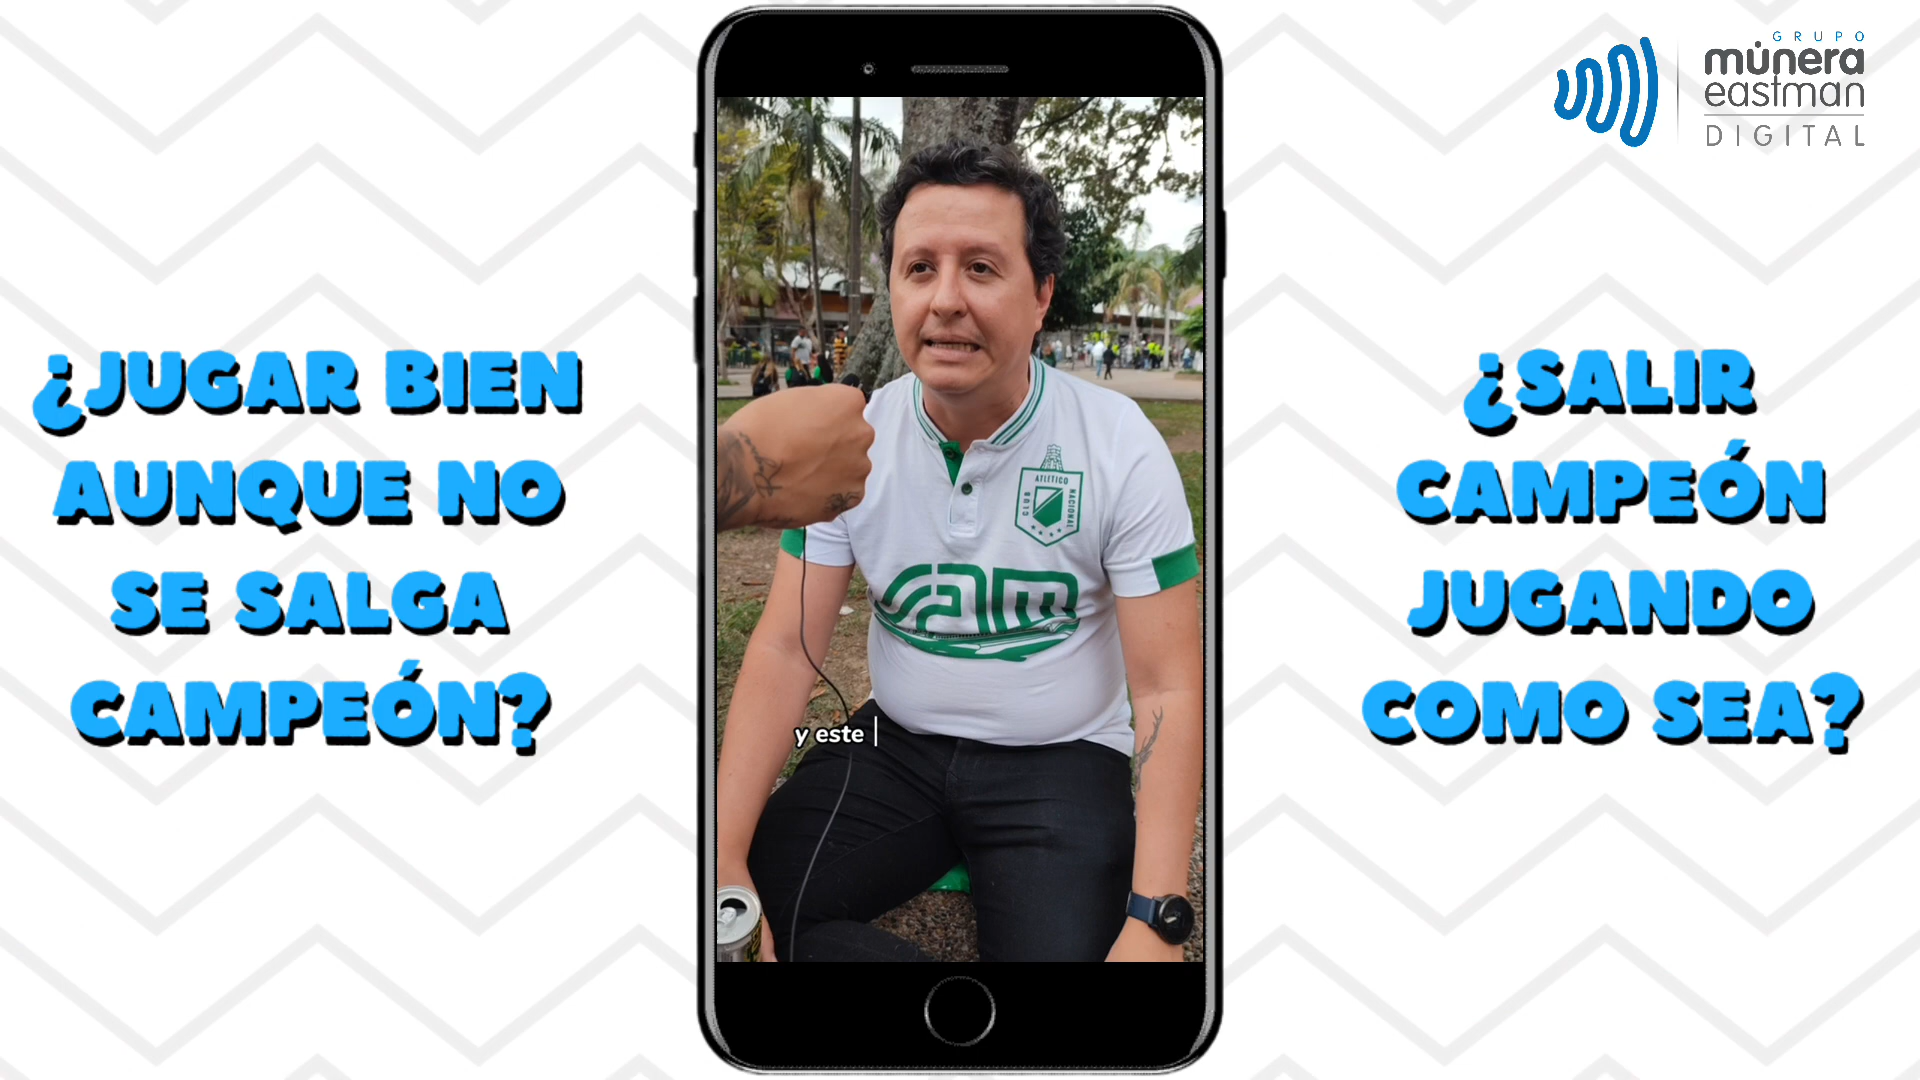 GRUPO
múnera
eastman
DIGITAL
¿JUGAR BIEN
AUNQUE NO
SE SALGA
CAMPEÓN?
ATLÉTICO
CLUB
NACIONAL
y este
¿SALIR
CAMPEÓN
JUGANDO
COMO SEA?